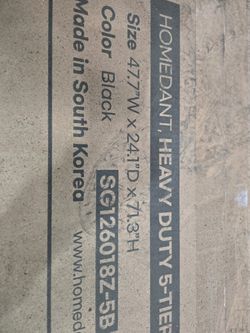 HOMEDANT, HEAVY DUTY 5-TIER
Size 47.7"W x 24.1"D x 71.3"H
Color Black SG126018Z-5B
Made in South Korea www.homed